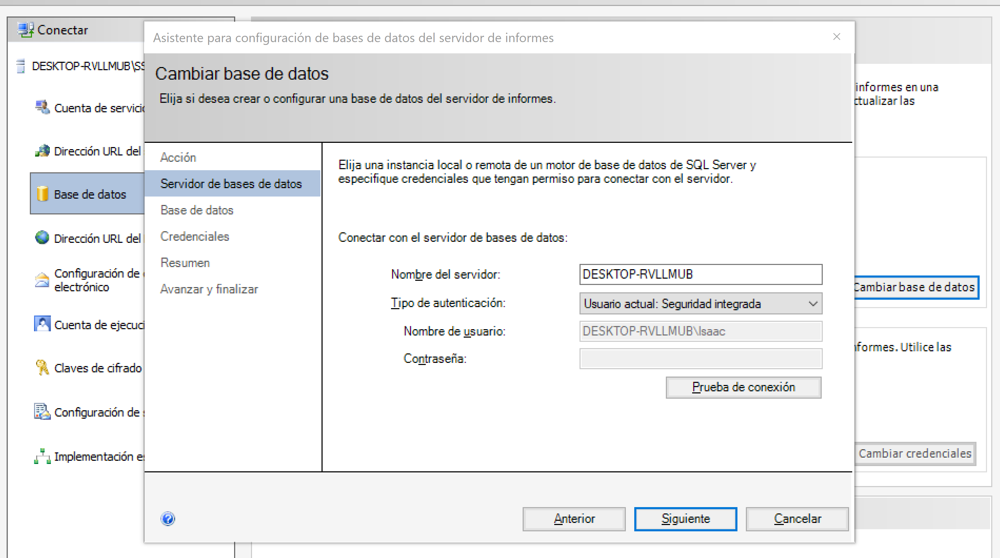 Conectar
DESKTOP-RVLLMUB\SS
Cuenta de servicio
Dirección URL del
Base de datos
Dirección URL del
Configuración de
electrónico
Cuenta de ejecuci
Claves de cifrado
Configuración de
Implementación es
Asistente para configuración de bases de datos del servidor de informes
Cambiar base de datos
Elija si desea crear o configurar una base de datos del servidor de informes.
Acción
Servidor de bases de datos
Base de datos
Credenciales
Resumen
Avanzar y finalizar
Elija una instancia local o remota de un motor de base de datos de SQL Server y
especifique credenciales que tengan permiso para conectar con el servidor.
Conectar con el servidor de bases de datos:
Nombre del servidor: DESKTOP-RVLLMUB
Tipo de autenticación: Usuario actual: Seguridad integrada
Nombre de usuario: DESKTOP-RVLLMUB\Isaac
Contraseña:
Prueba de conexión
Anterior Siguiente Cancelar
informes en una
ctualizar las
Cambiar base de datos
nformes. Utilice las
Cambiar credenciales